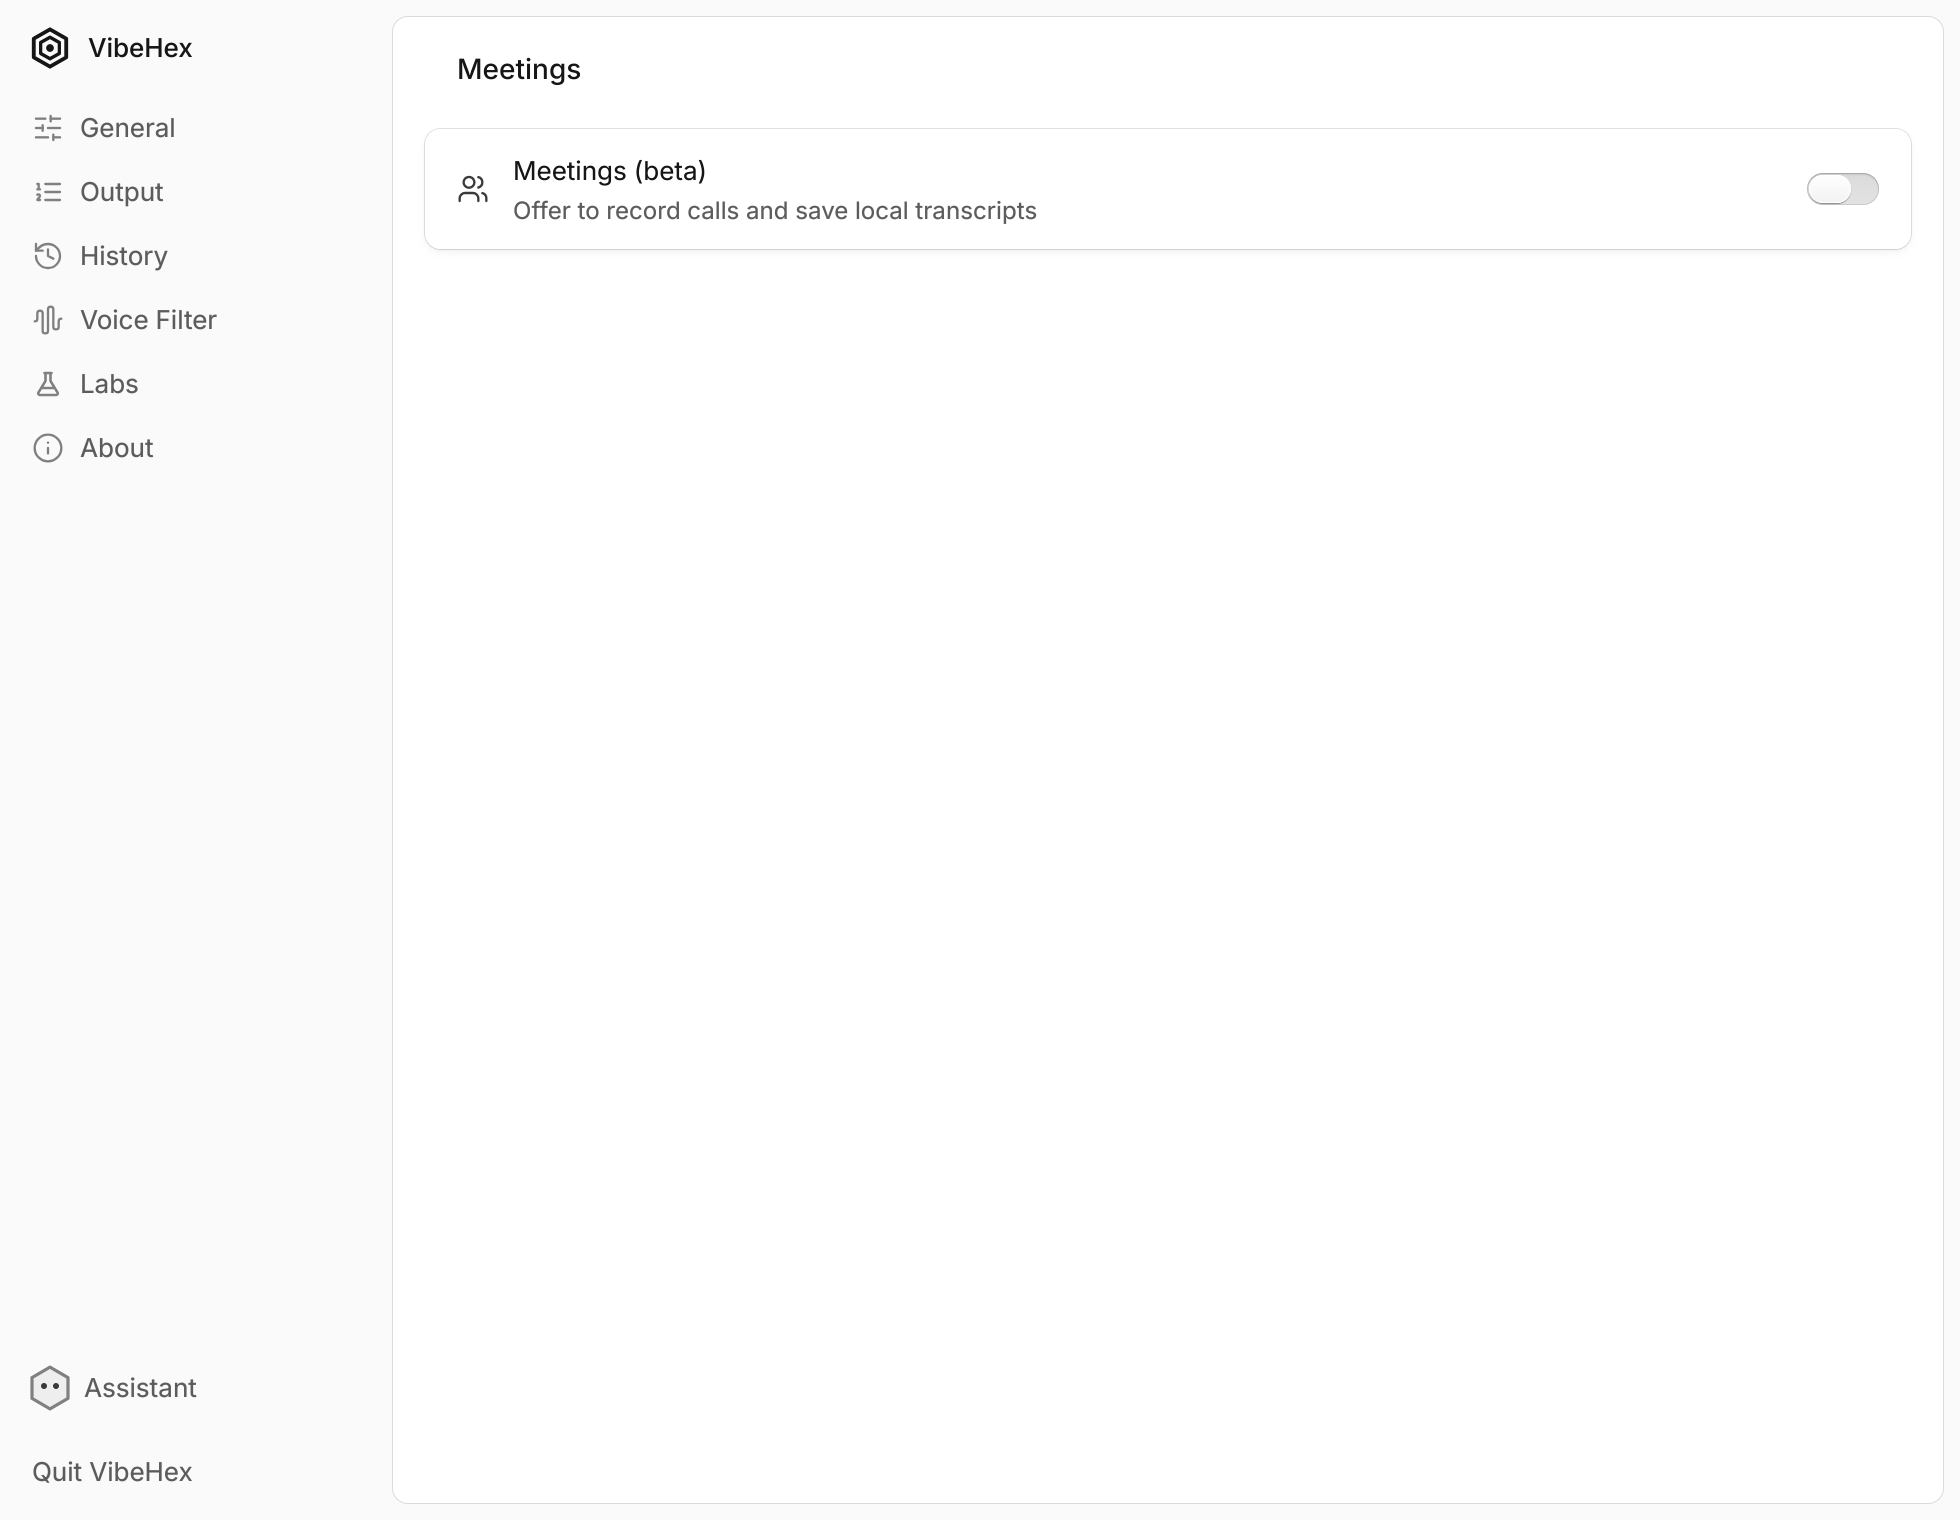 VibeHex
General
Output
History
Voice Filter
Labs
About
Assistant
Quit VibeHex
Meetings
Meetings (beta)
Offer to record calls and save local transcripts